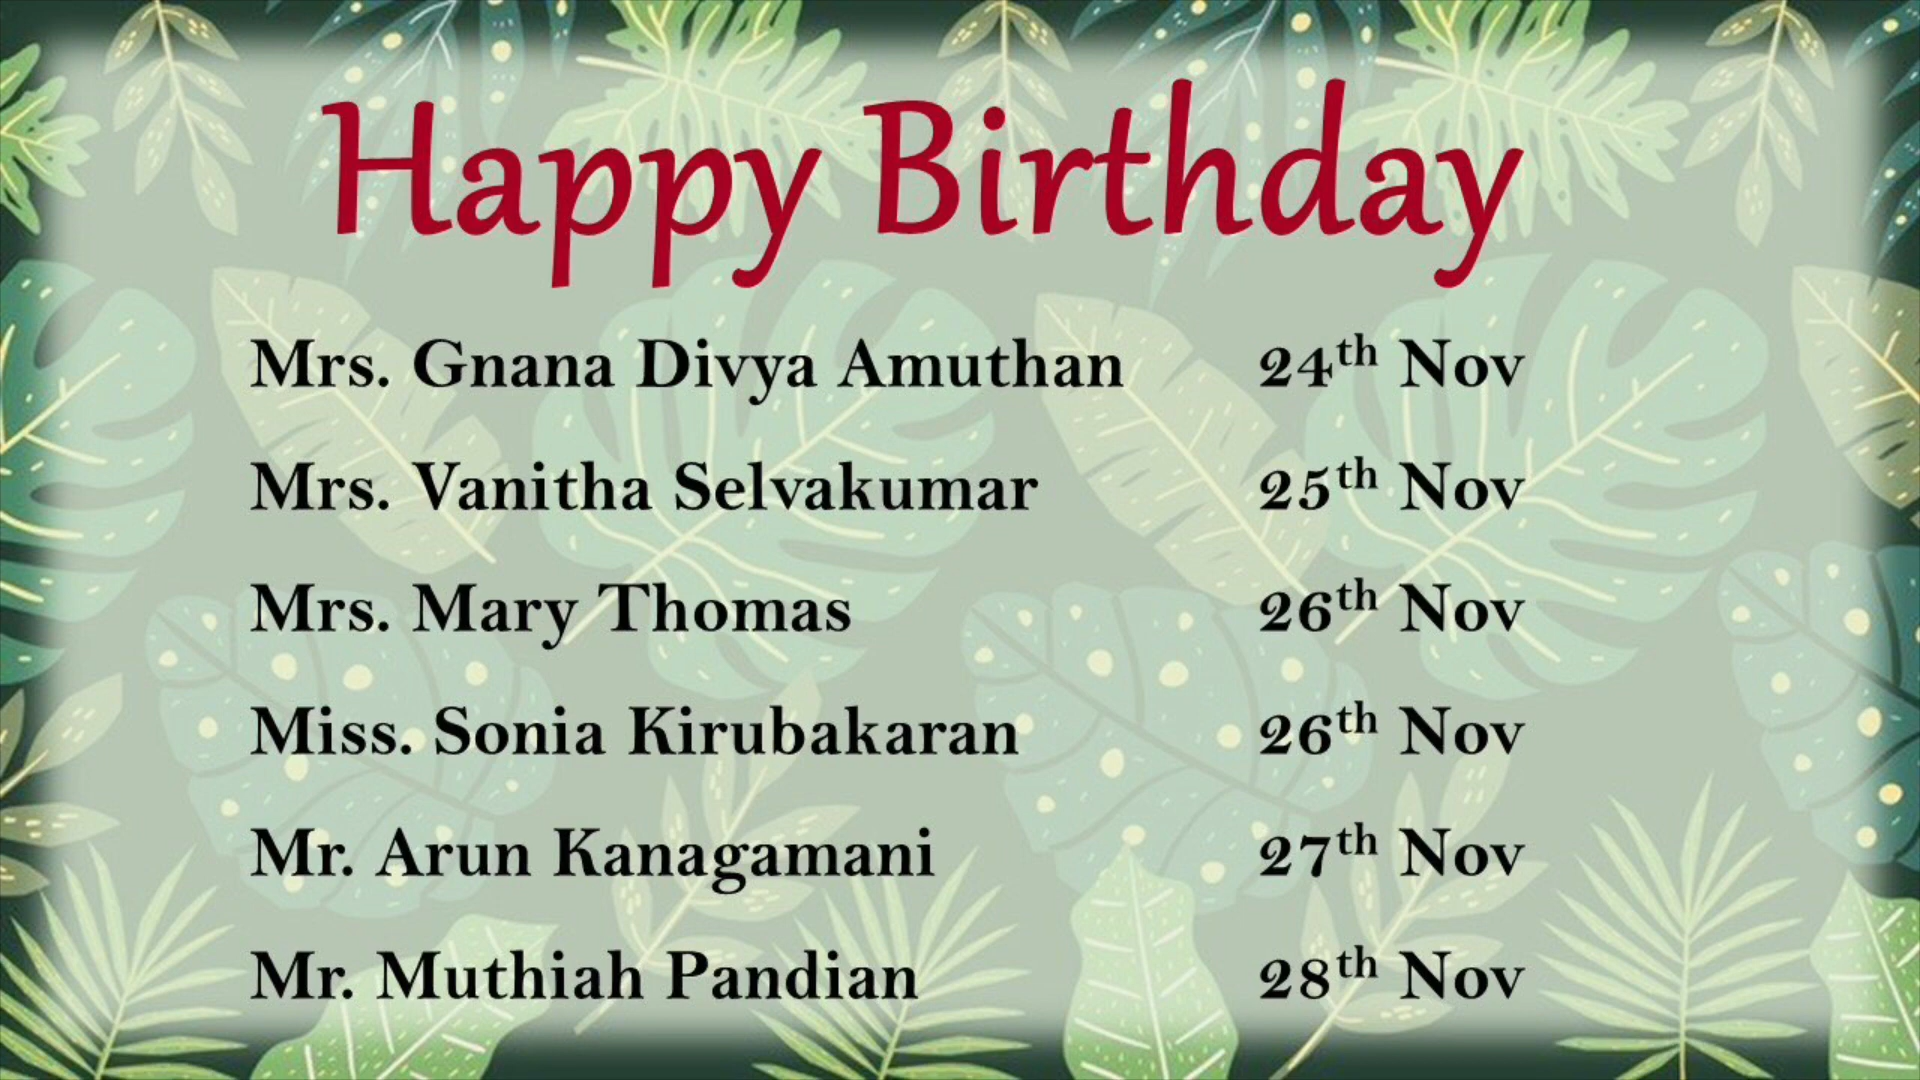 Happy Birthday
Mrs. Gnana Divya Amuthan 24th Nov
Mrs. Vanitha Selvakumar 25th Nov
Mrs. Mary Thomas 26th Nov
Miss. Sonia Kirubakaran 26th Nov
Mr. Arun Kanagamani 27th Nov
Mr. Muthiah Pandian 28th Nov